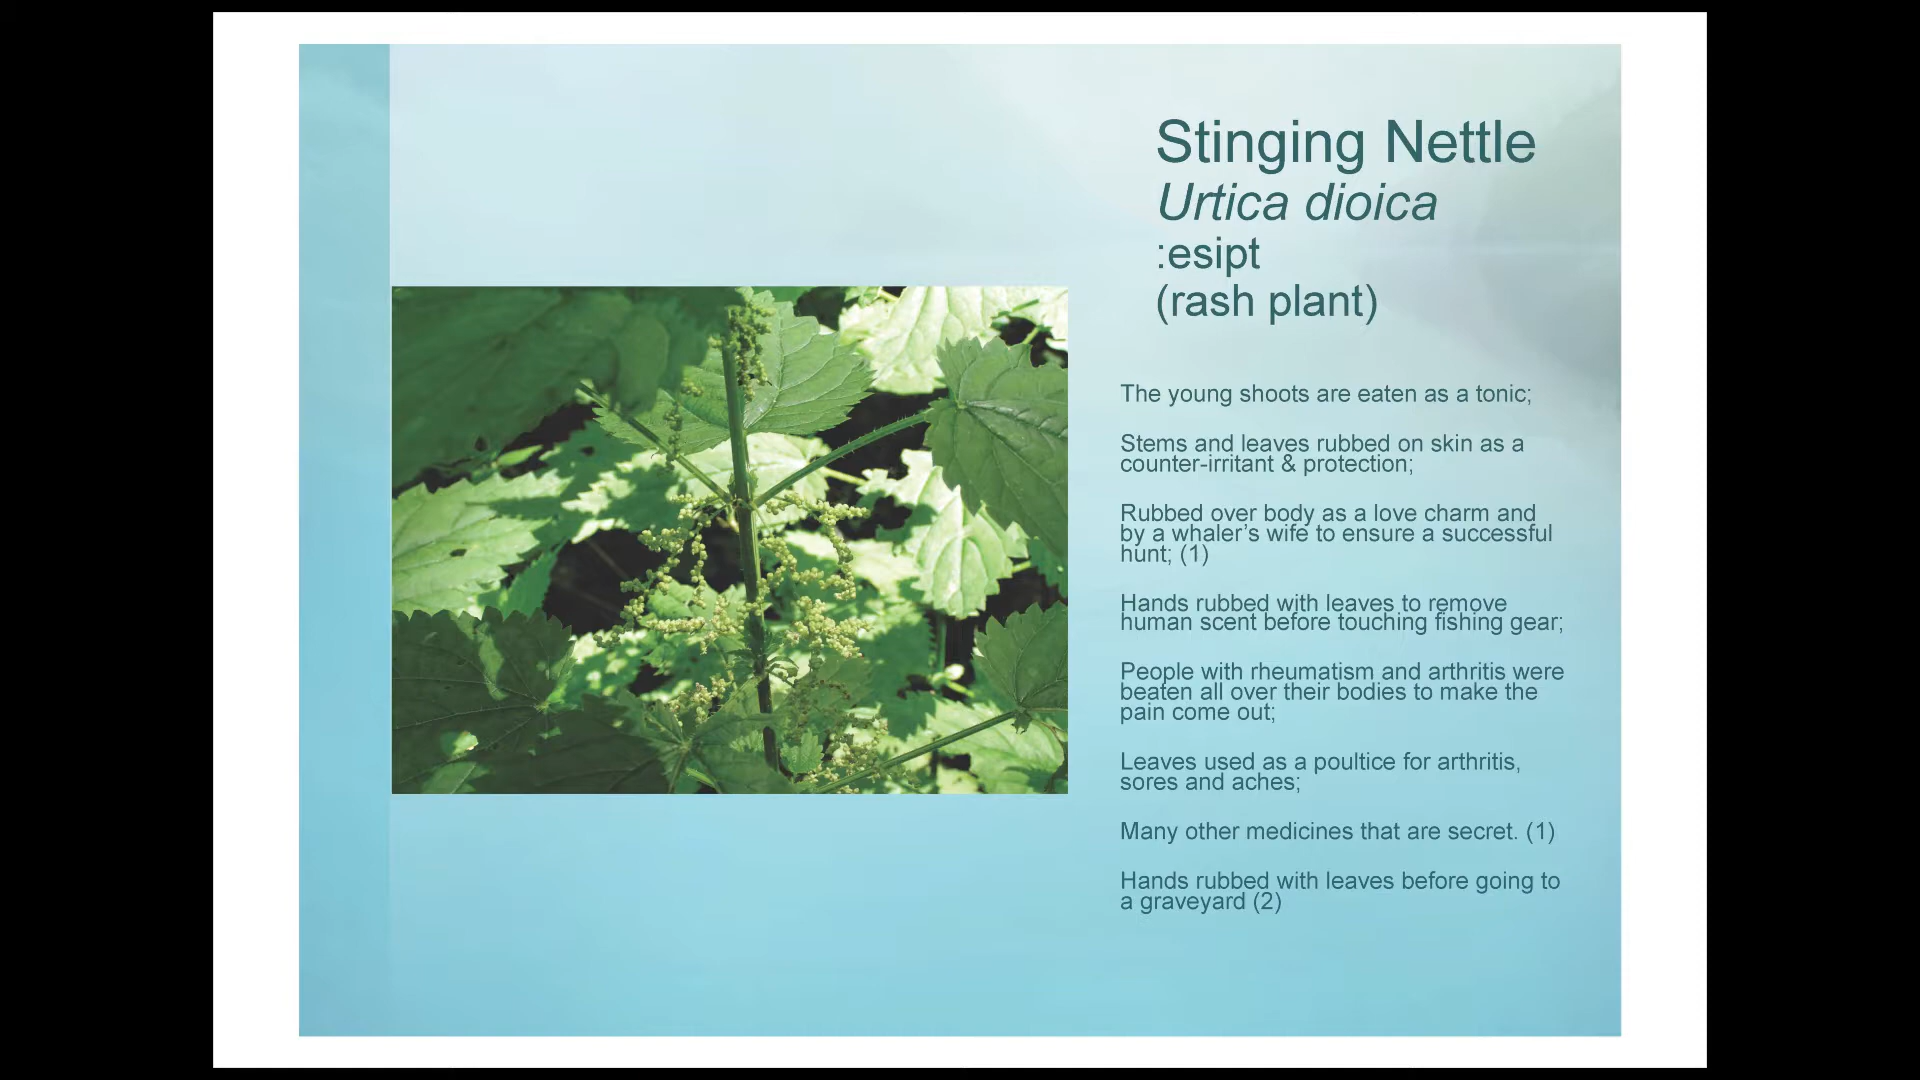 Stinging Nettle
Urtica dioica
:esipt
(rash plant)
The young shoots are eaten as a tonic;
Stems and leaves rubbed on skin as a
counter-irritant & protection;
Rubbed over body as a love charm and
by a whaler’s wife to ensure a successful
hunt; (1)
Hands rubbed with leaves to remove
human scent before touching fishing gear;
People with rheumatism and arthritis were
beaten all over their bodies to make the
pain come out;
Leaves used as a poultice for arthritis,
sores and aches;
Many other medicines that are secret. (1)
Hands rubbed with leaves before going to
a graveyard (2)